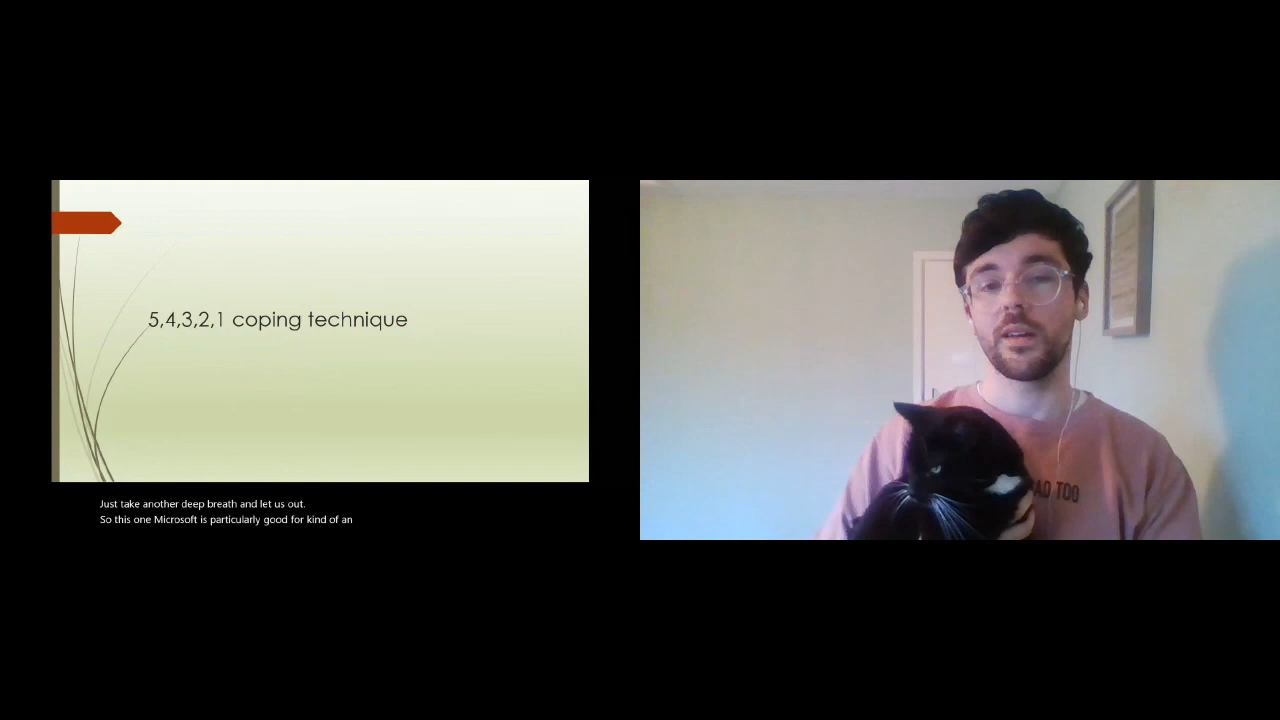 5,4,3,2,1 coping technique
Just take another deep breath and let us out.
So this one Microsoft is particularly good for kind of an
TOO